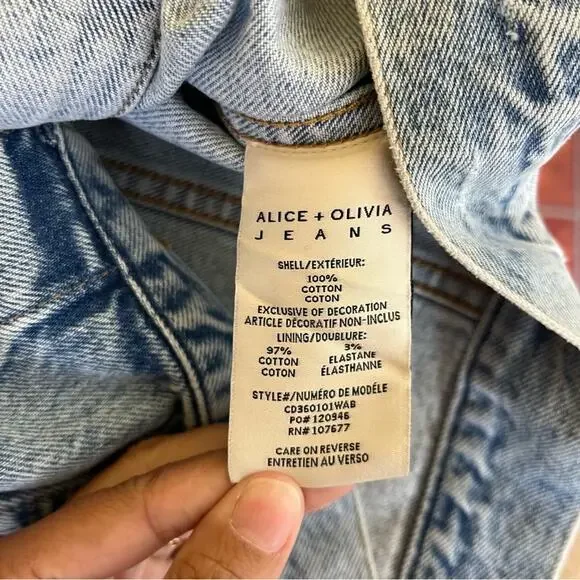 ALICE + OLIVIA
JEANS
SHELL/EXTÉRIEUR:
100%
COTTON
COTON
EXCLUSIVE OF DECORATION
ARTICLE DÉCORATIF NON-INCLUS
LINING/DOUBLURE:
97% 3%
COTTON ELASTANE
COTON ÉLASTHANNE
STYLE#/NUMÉRO DE MODÈLE
CD360101WAB
PO# 120946
RN# 107677
CARE ON REVERSE
ENTRETIEN AU VERSO